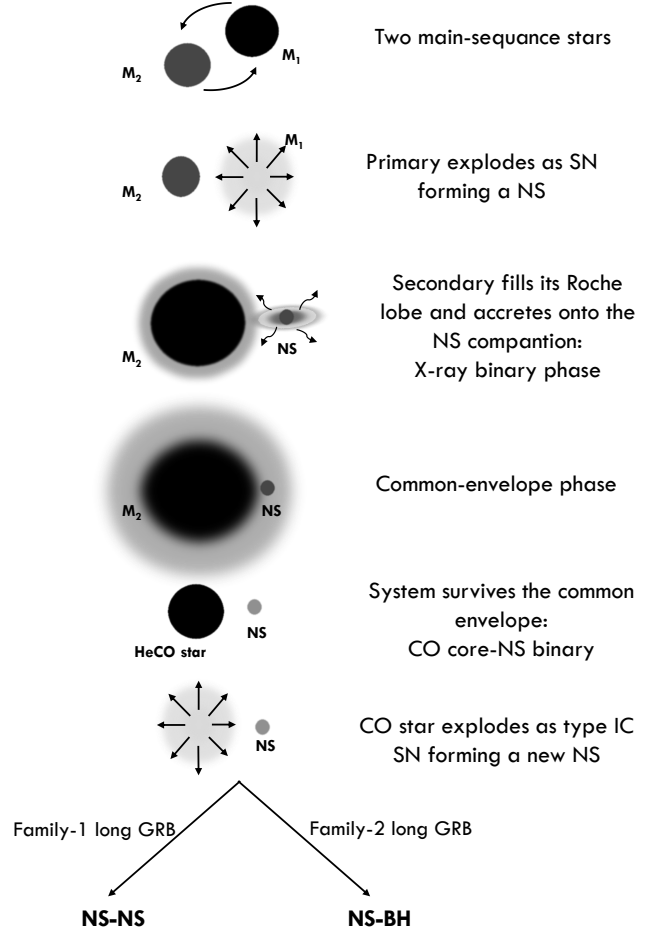 M2
M1
Two main-sequance stars
M2
M1
Primary explodes as SN
forming a NS
M2
NS
Secondary fills its Roche
lobe and accretes onto the
NS compantion:
X-ray binary phase
M2
NS
Common-envelope phase
HeCO star
NS
System survives the common
envelope:
CO core-NS binary
NS
CO star explodes as type IC
SN forming a new NS
Family-1 long GRB
Family-2 long GRB
NS-NS
NS-BH